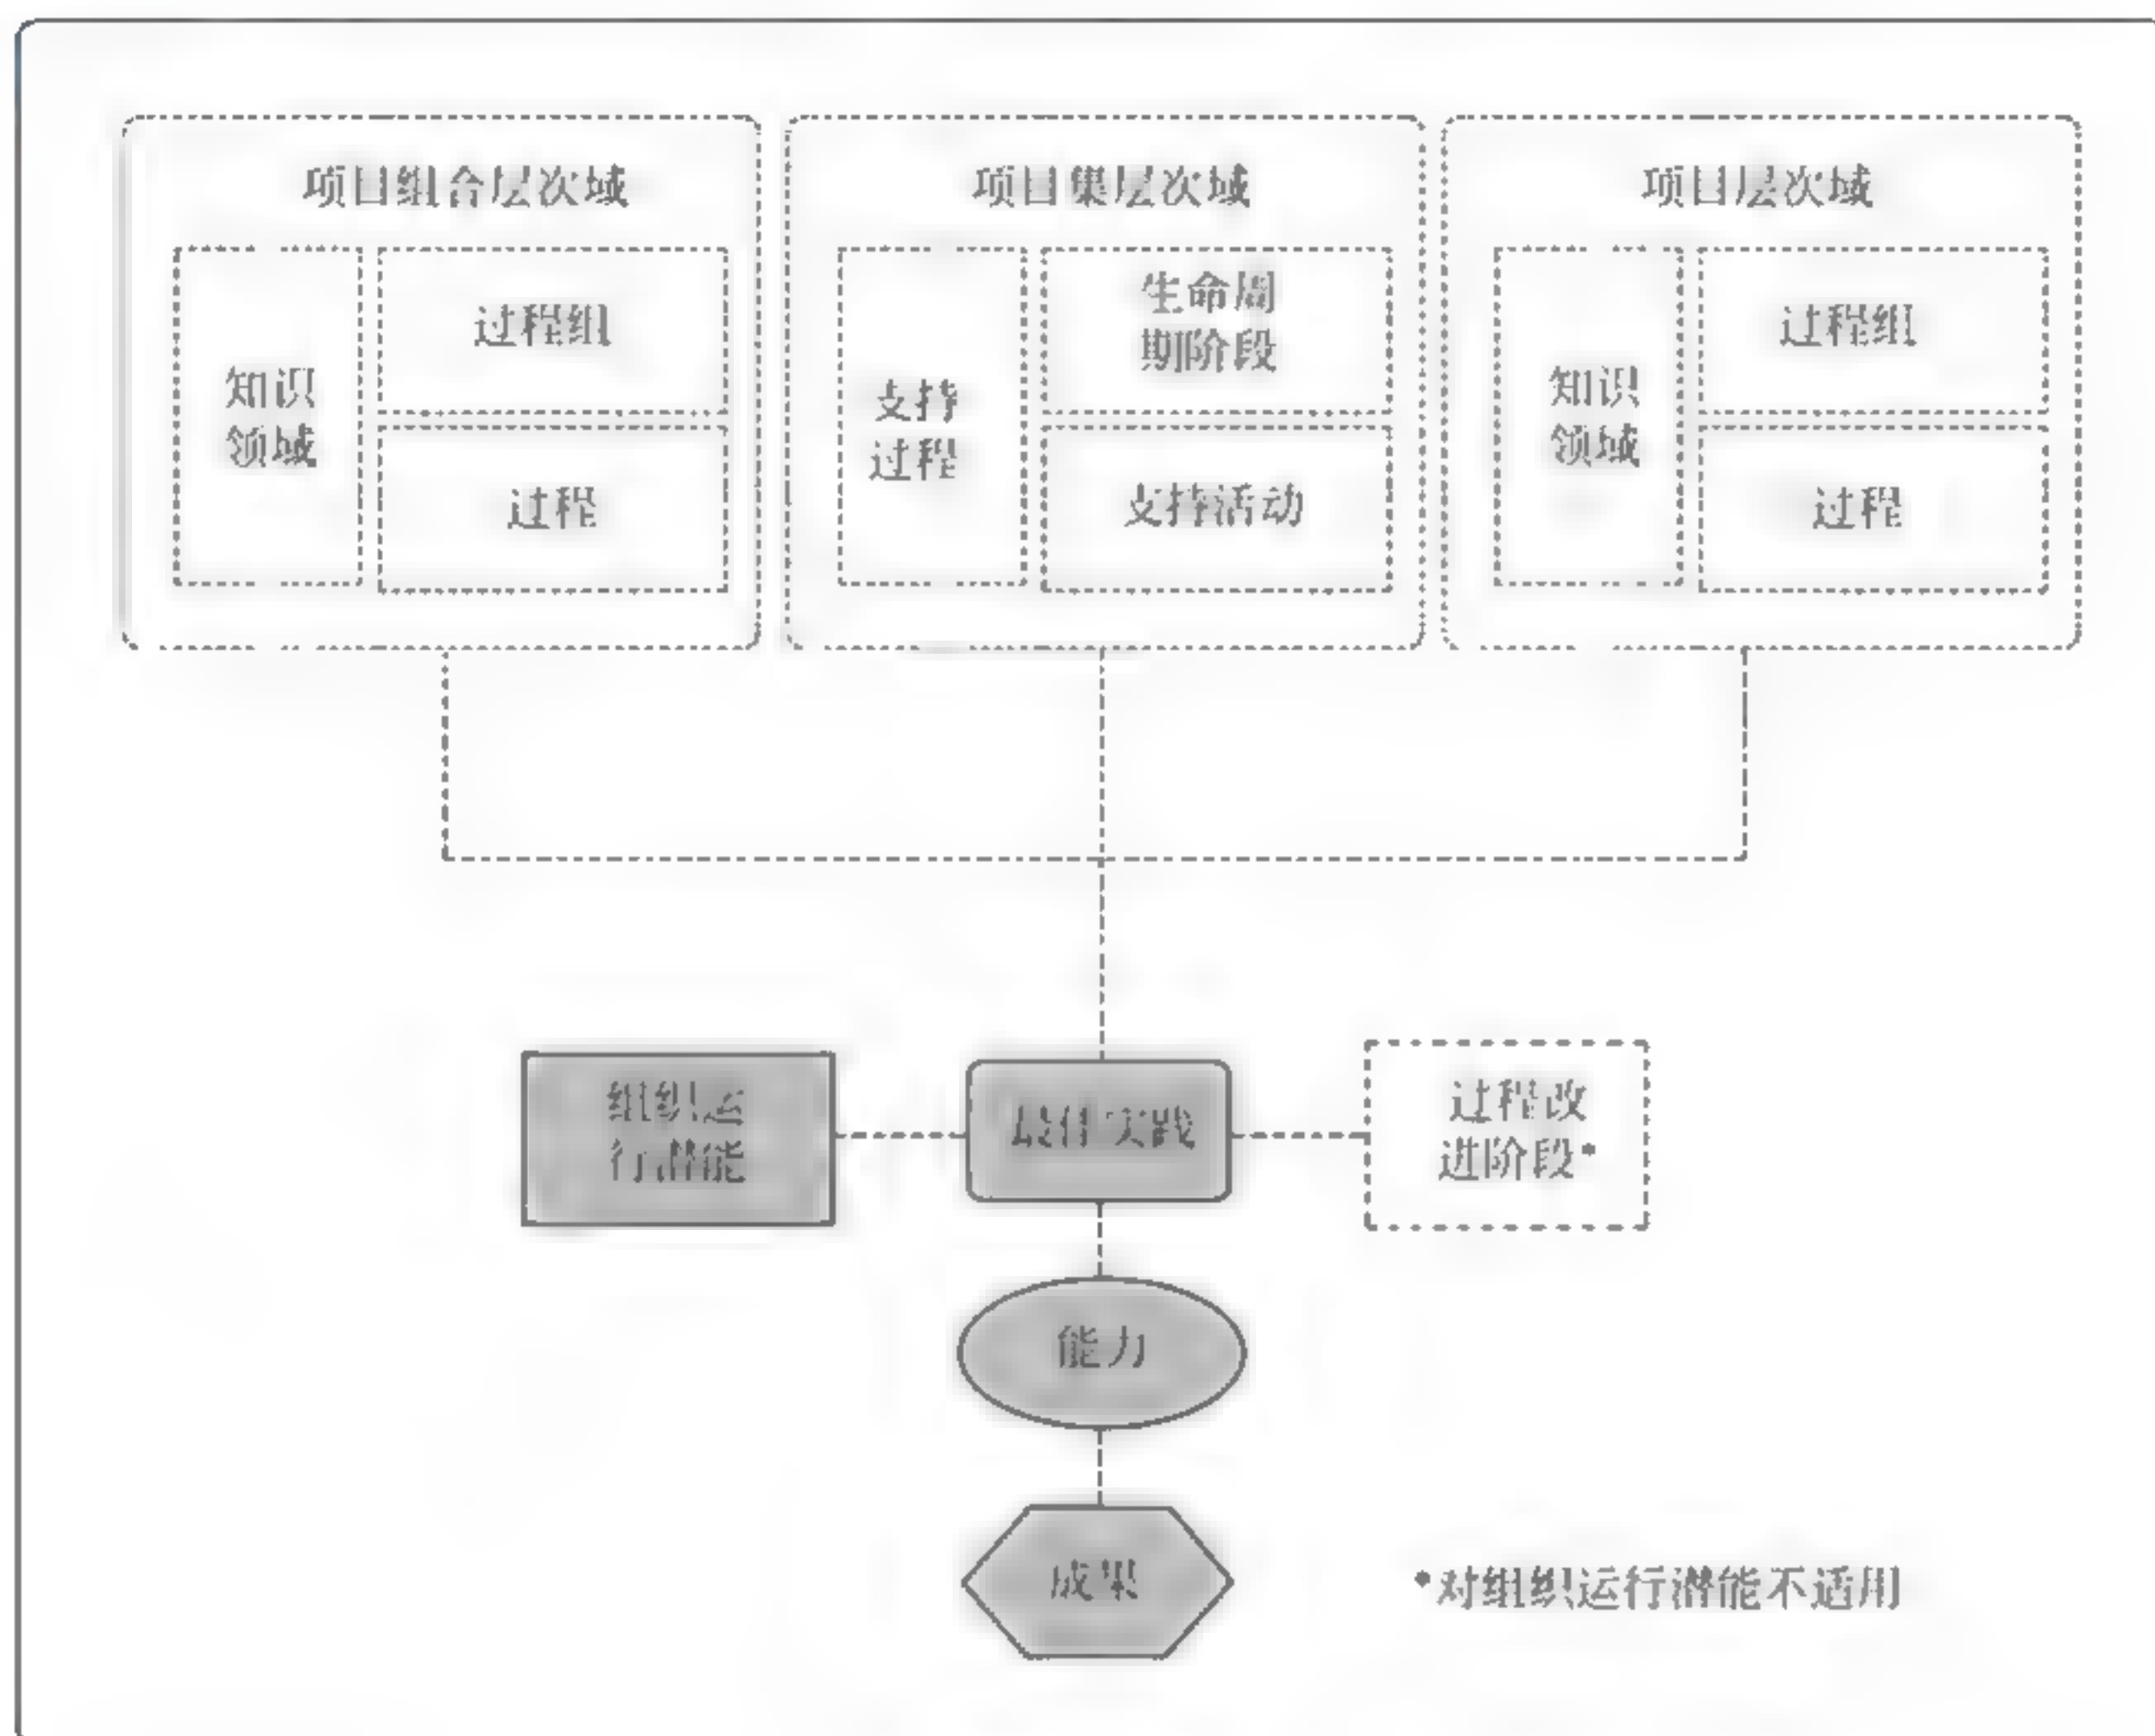 项目组合层次域
知识
领域
过程组
过程
项目集层次域
支持
过程
生命周
期阶段
支持活动
项目层次域
知识
领域
过程组
过程
组织运
行潜能
最佳实践
过程改
进阶段*
能力
成果
*对组织运行潜能不适用